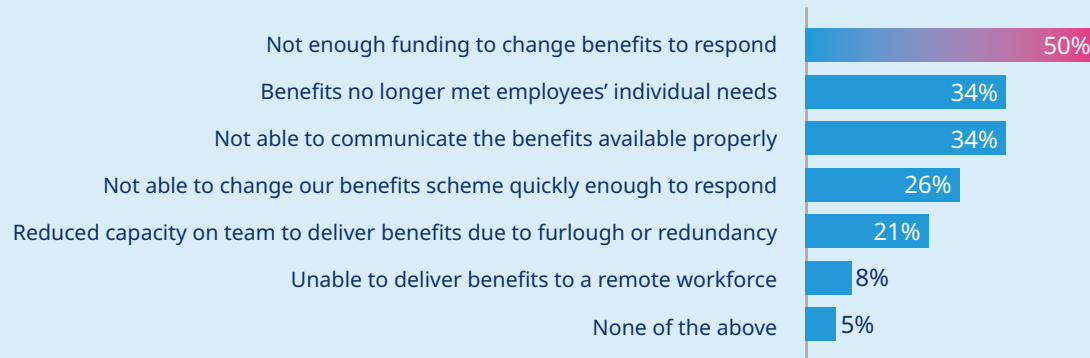 Not enough funding to change benefits to respond 50%
Benefits no longer met employees’ individual needs 34%
Not able to communicate the benefits available properly 34%
Not able to change our benefits scheme quickly enough to respond 26%
Reduced capacity on team to deliver benefits due to furlough or redundancy 21%
Unable to deliver benefits to a remote workforce 8%
None of the above 5%